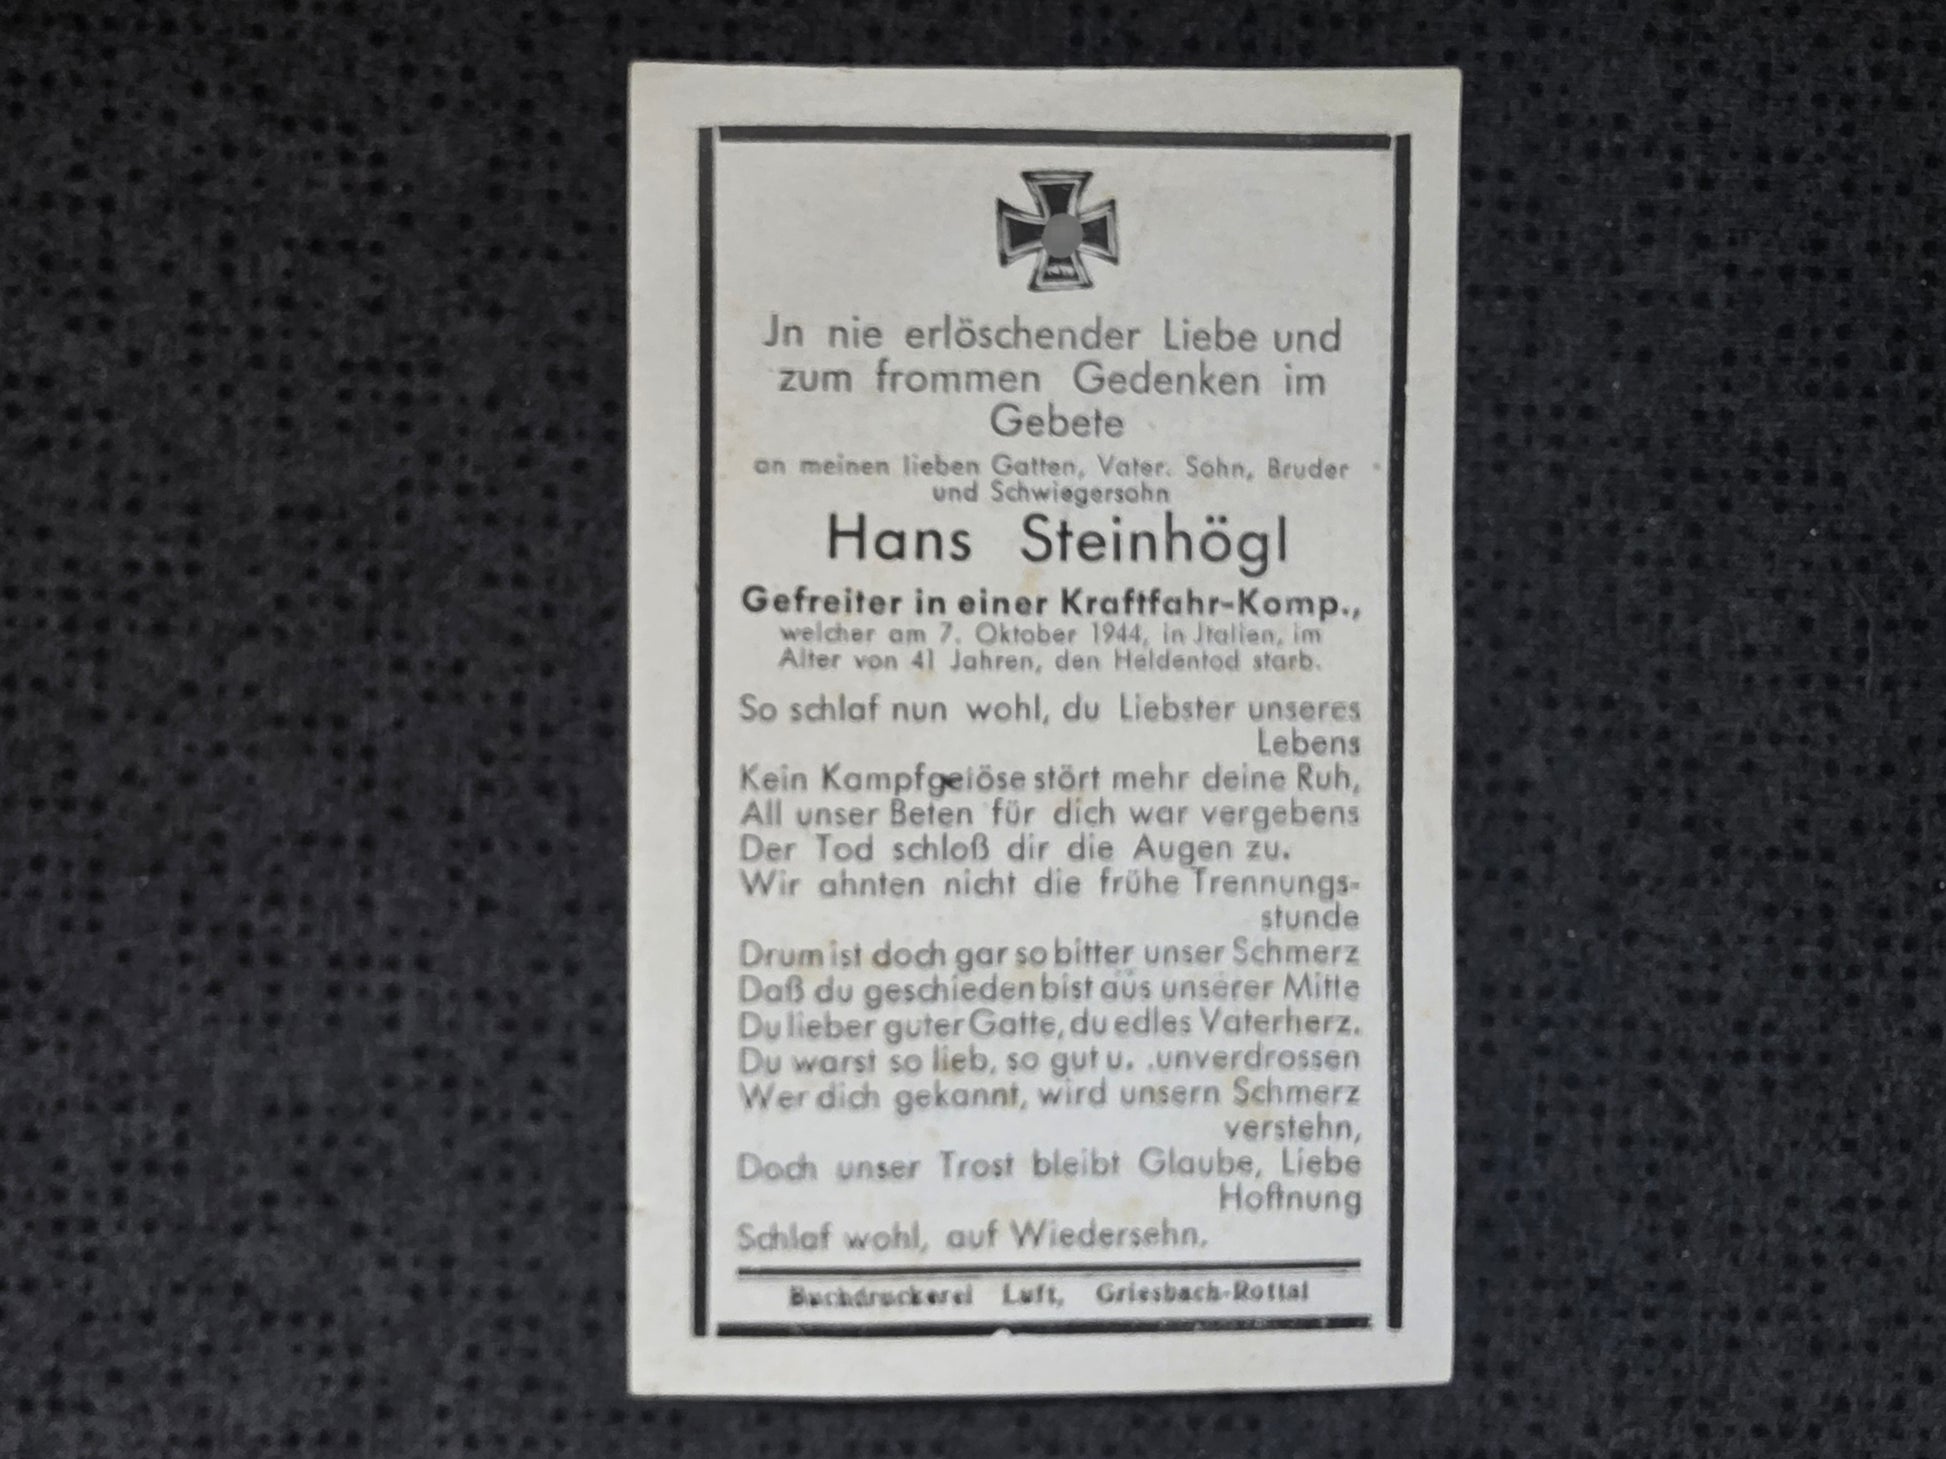 Jn nie erlöschender Liebe und
zum frommen Gedenken im
Gebete
an meinen lieben Gatten, Vater. Sohn, Bruder
und Schwiegersohn
Hans Steinhögl
Gefreiter in einer Kraftfahr-Komp.,
welcher am 7. Oktober 1944, in Jtalien, im
Alter von 41 Jahren, den Heldentod starb.
So schlaf nun wohl, du Liebster unseres
Lebens
Kein Kampfgetöse stört mehr deine Ruh,
All unser Beten für dich war vergebens
Der Tod schloß dir die Augen zu.
Wir ahnten nicht die frühe Trennungs-
stunde
Drum ist doch gar so bitter unser Schmerz
Daß du geschieden bist aus unserer Mitte
Du lieber guter Gatte, du edles Vaterherz.
Du warst so lieb, so gut u. .unverdrossen
Wer dich gekannt, wird unsern Schmerz
verstehn,
Doch unser Trost bleibt Glaube, Liebe
Hoffnung
Schlaf wohl, auf Wiedersehn.
Buchdruckerei Luft, Griesbach-Rottal